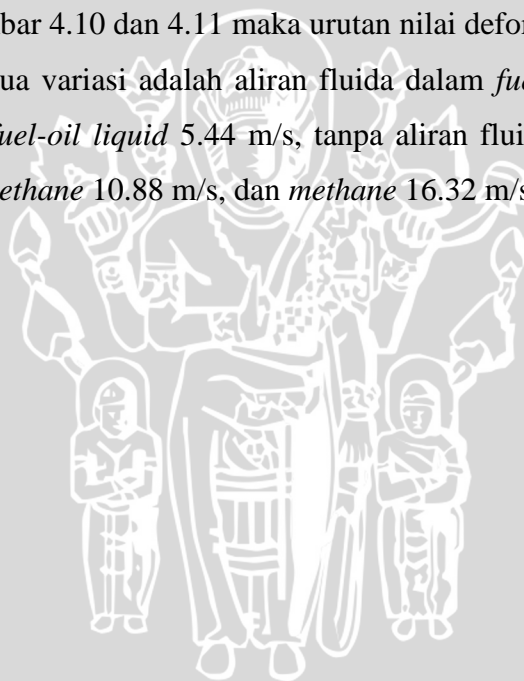 bar 4.10 dan 4.11 maka urutan nilai defor
ua variasi adalah aliran fluida dalam fu
fuel-oil liquid 5.44 m/s, tanpa aliran flui
ethane 10.88 m/s, dan methane 16.32 m/s